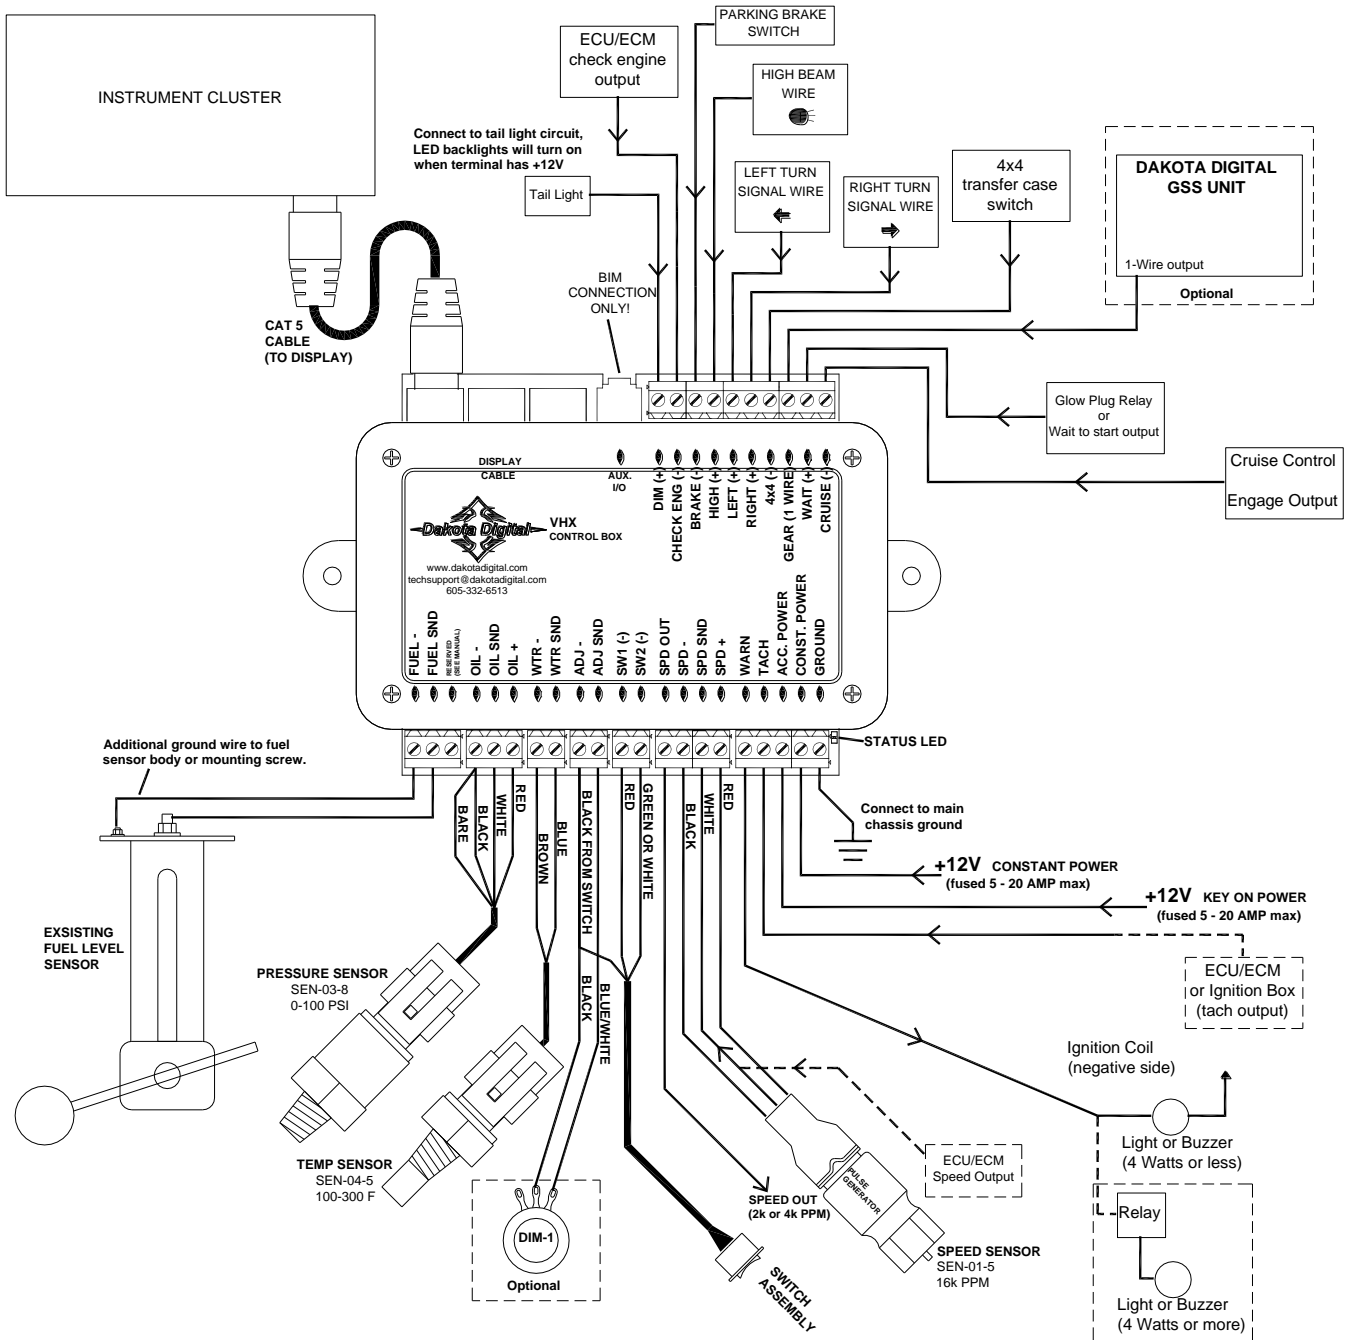 INSTRUMENT CLUSTER
ECU/ECM
check engine
output
PARKING BRAKE
SWITCH
HIGH BEAM
WIRE
Connect to tail light circuit,
LED backlights will turn on
when terminal has +12V
Tail Light
LEFT TURN
SIGNAL WIRE
RIGHT TURN
SIGNAL WIRE
4x4
transfer case
switch
DAKOTA DIGITAL
GSS UNIT
1-Wire output
Optional
BIM
CONNECTION
ONLY!
CAT 5
CABLE
(TO DISPLAY)
Glow Plug Relay
or
Wait to start output
Cruise Control
Engage Output
DISPLAY
CABLE
AUX.
I/O
DIM (+)
CHECK ENG (-)
BRAKE (-)
HIGH (+)
LEFT (+)
RIGHT (+)
4x4 (-)
GEAR (1 WIRE)
WAIT (+)
CRUISE (-)
Dakota Digital
VHX
CONTROL BOX
www.dakotadigital.com
techsupport@dakotadigital.com
605-332-6513
FUEL -
FUEL SND
RESERVED
(SEE MANUAL)
OIL -
OIL SND
OIL +
WTR -
WTR SND
ADJ -
ADJ SND
SW1 (-)
SW2 (-)
SPD OUT
SPD -
SPD SND
SPD +
WARN
TACH
ACC. POWER
CONST. POWER
GROUND
STATUS LED
Additional ground wire to fuel
sensor body or mounting screw.
BARE
BLACK
WHITE
RED
BROWN
BLUE
BLACK FROM SWITCH
BLACK
BLUE/WHITE
RED
GREEN OR WHITE
BLACK
WHITE
RED
Connect to main
chassis ground
+12V CONSTANT POWER
(fused 5 - 20 AMP max)
+12V KEY ON POWER
(fused 5 - 20 AMP max)
EXSISTING
FUEL LEVEL
SENSOR
PRESSURE SENSOR
SEN-03-8
0-100 PSI
ECU/ECM
or Ignition Box
(tach output)
Ignition Coil
(negative side)
Light or Buzzer
(4 Watts or less)
TEMP SENSOR
SEN-04-5
100-300 F
ECU/ECM
Speed Output
PULSE
GENERATOR
SPEED OUT
(2k or 4k PPM)
DIM-1
Optional
SWITCH
ASSEMBLY
SPEED SENSOR
SEN-01-5
16k PPM
Relay
Light or Buzzer
(4 Watts or more)